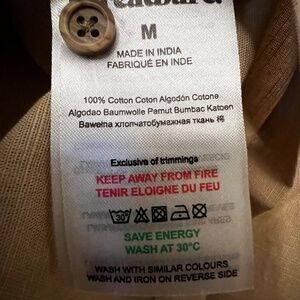 M
MADE IN INDIA
FABRIQUÉ EN INDE
100% Cotton Coton Algodón Cotone
Algodao Baumwolle Pamut Bumbac Katoen
Bawełna хлопчатобумажная ткань 棉
Exclusive of trimmings
KEEP AWAY FROM FIRE
TENIR ELOIGNE DU FEU
30
SAVE ENERGY
WASH AT 30°C
WASH WITH SIMILAR COLOURS
WASH AND IRON ON REVERSE SIDE